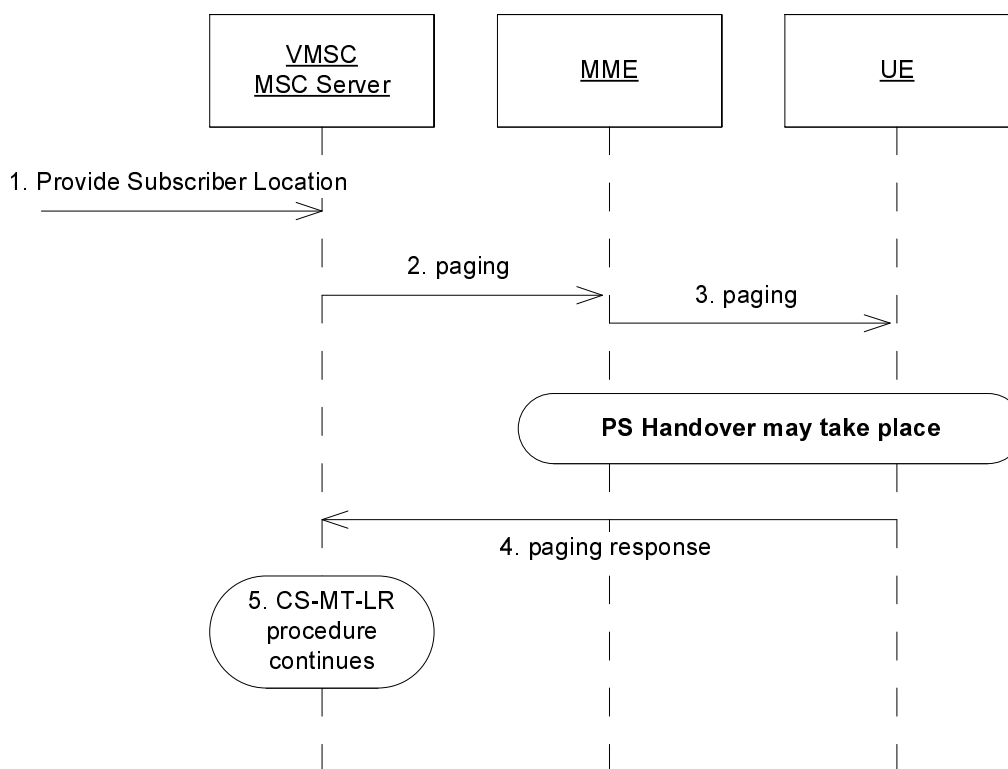 VMSC
MSC Server
MME
UE
1. Provide Subscriber Location
2. paging
3. paging
PS Handover may take place
4. paging response
5. CS-MT-LR
procedure
continues